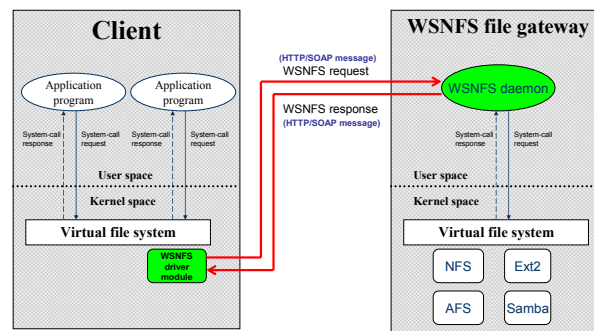 Client
Application
program
Application
program
System-call
response
System-call
request
System-call
response
System-call
request
User space
Kernel space
Virtual file system
WSNFS
driver
module
(HTTP/SOAP message)
WSNFS request
WSNFS response
(HTTP/SOAP message)
WSNFS file gateway
WSNFS daemon
System-call
response
System-call
request
User space
Kernel space
Virtual file system
NFS
Ext2
AFS
Samba